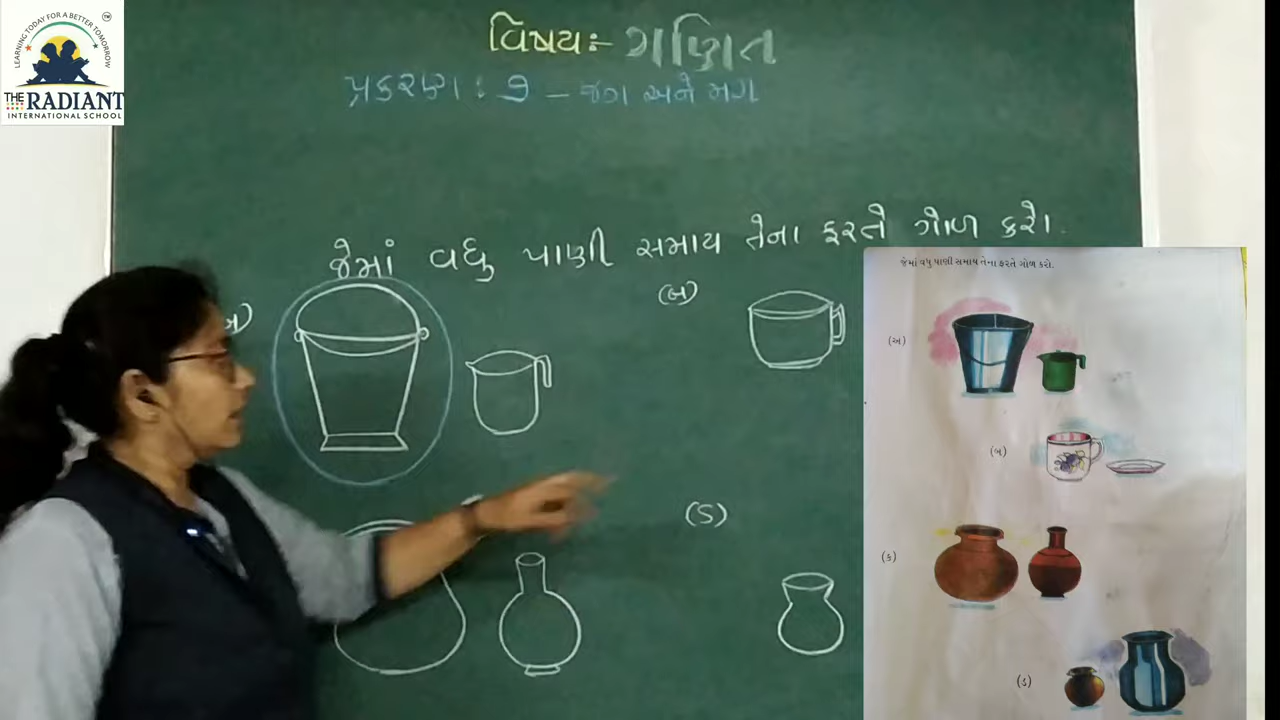 LEARNING TODAY FOR A BETTER TOMORROW
TM
THE RADIANT
INTERNATIONAL SCHOOL
વિષય:- ગણિત
પ્રકરણ : ૭ - જગ અને મગ
જેમાં વધુ પાણી સમાય તેના ફરતે ગોળ કરો.
(બ)
(ડ)
જેમાં વધુ પાણી સમાય તેના ફરતે ગોળ કરો.
(અ)
(બ)
(ક)
(ડ)